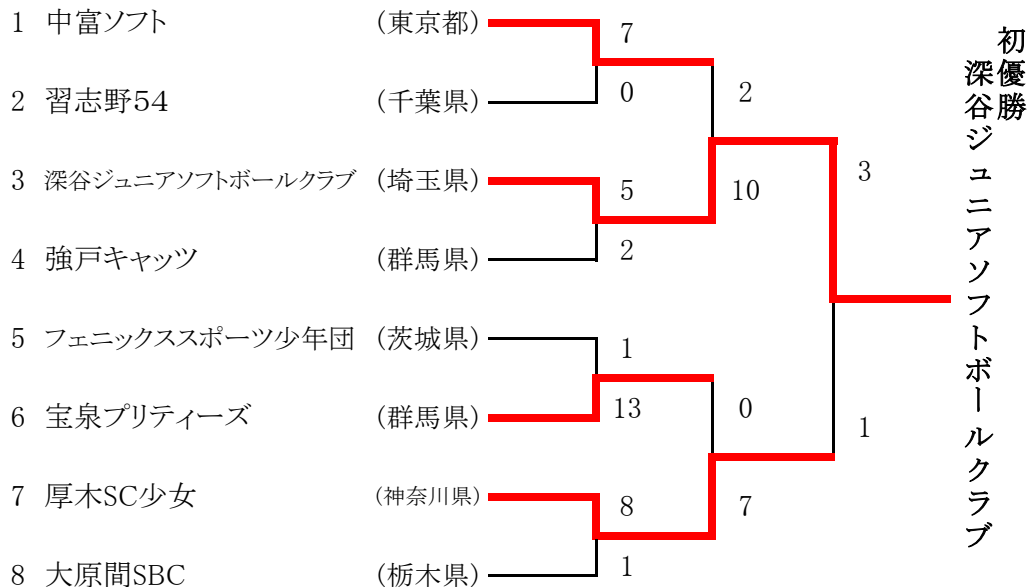 1 中富ソフト (東京都)
7
2 習志野54 (千葉県)
0
2
3 深谷ジュニアソフトボールクラブ (埼玉県)
5
10
3
4 強戸キャッツ (群馬県)
2
5 フェニックススポーツ少年団 (茨城県)
1
6 宝泉プリティーズ (群馬県)
13
0
1
7 厚木SC少女 (神奈川県)
8
7
8 大原間SBC (栃木県)
1
初優勝
深谷ジュニアソフトボールクラブ